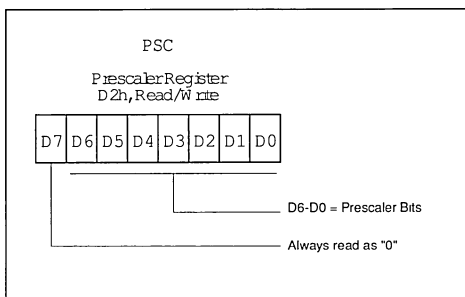 PSC
Prescaler Register
D2h, Read/Write
D7 D6 D5 D4 D3 D2 D1 D0
D6-D0 = Prescaler Bits
Always read as "0"